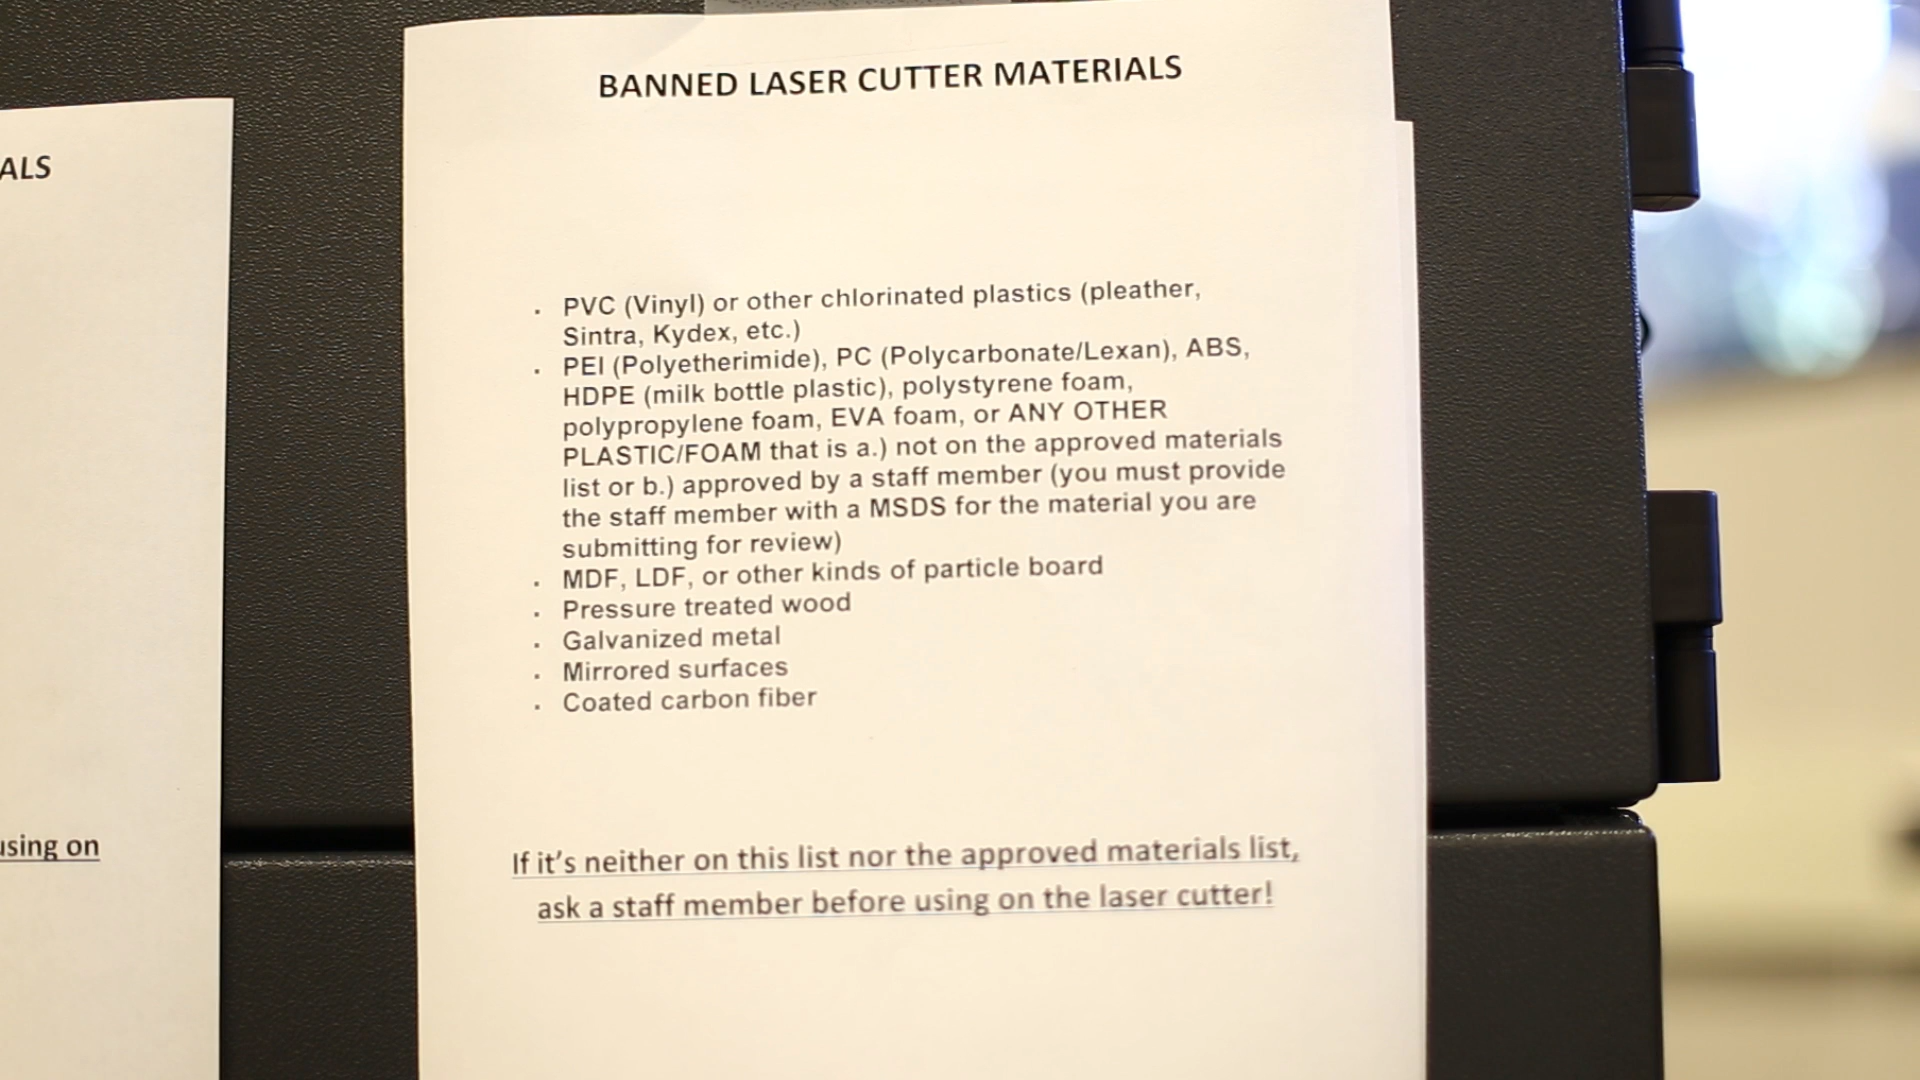 BANNED LASER CUTTER MATERIALS
ALS
. PVC (Vinyl) or other chlorinated plastics (pleather,
Sintra, Kydex, etc.)
. PEI (Polyetherimide), PC (Polycarbonate/Lexan), ABS,
HDPE (milk bottle plastic), polystyrene foam,
polypropylene foam, EVA foam, or ANY OTHER
PLASTIC/FOAM that is a.) not on the approved materials
list or b.) approved by a staff member (you must provide
the staff member with a MSDS for the material you are
submitting for review)
. MDF, LDF, or other kinds of particle board
. Pressure treated wood
. Galvanized metal
. Mirrored surfaces
. Coated carbon fiber
If it's neither on this list nor the approved materials list,
ask a staff member before using on the laser cutter!
using on